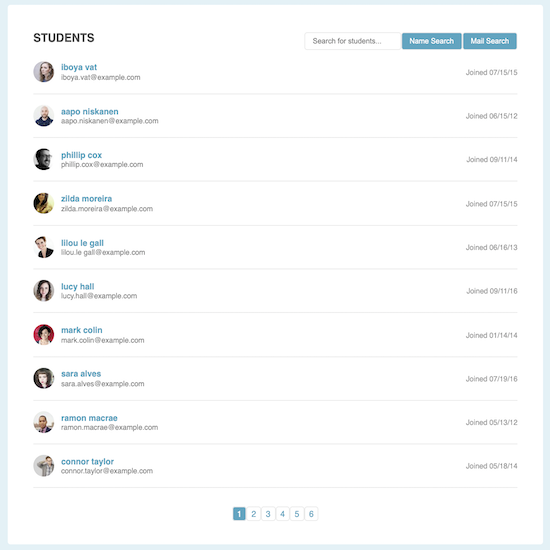 STUDENTS
Search for students... Name Search Mail Search
iboya vat
iboya.vat@example.com
Joined 07/15/15
aapo niskanen
aapo.niskanen@example.com
Joined 06/15/12
phillip cox
phillip.cox@example.com
Joined 09/11/14
zilda moreira
zilda.moreira@example.com
Joined 07/15/15
lilou le gall
lilou.le gall@example.com
Joined 06/16/13
lucy hall
lucy.hall@example.com
Joined 09/11/16
mark colin
mark.colin@example.com
Joined 01/14/14
sara alves
sara.alves@example.com
Joined 07/19/16
ramon macrae
ramon.macrae@example.com
Joined 05/13/12
connor taylor
connor.taylor@example.com
Joined 05/18/14
1 2 3 4 5 6